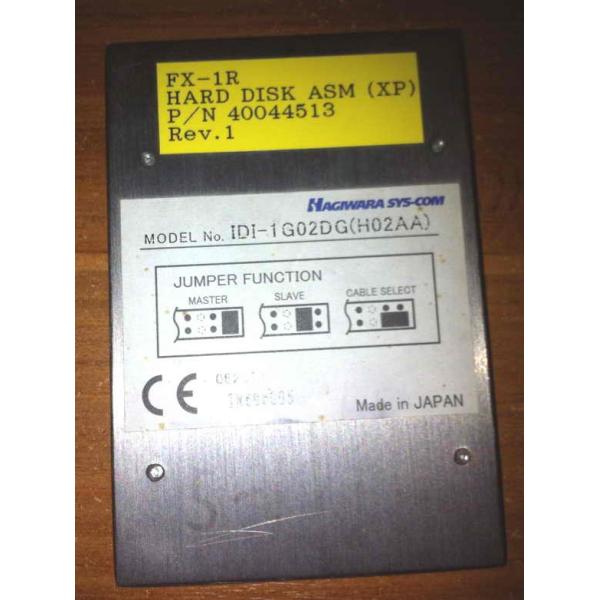 FX-1R
HARD DISK ASM (XP)
P/N 40044513
Rev.1
HAGIWARA SYS-COM
MODEL No. IDI-1G02DG(H02AA)
JUMPER FUNCTION
MASTER SLAVE CABLE SELECT
CE
Made in JAPAN